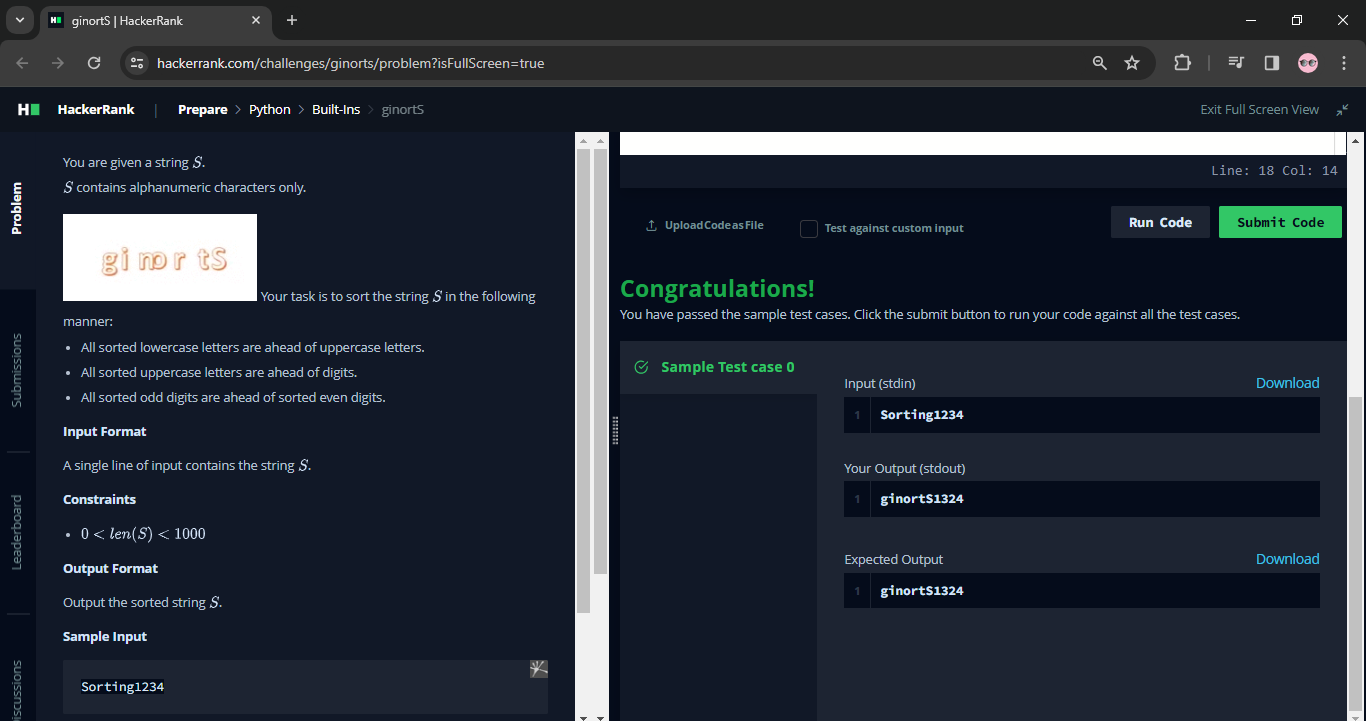 ginortS | HackerRank
hackerrank.com/challenges/ginorts/problem?isFullScreen=true
HackerRank | Prepare > Python > Built-Ins > ginortS
Exit Full Screen View
Problem
Submissions
Leaderboard
iscussions
You are given a string S.
S contains alphanumeric characters only.
ginortS
Your task is to sort the string S in the following
manner:
• All sorted lowercase letters are ahead of uppercase letters.
• All sorted uppercase letters are ahead of digits.
• All sorted odd digits are ahead of sorted even digits.
Input Format
A single line of input contains the string S.
Constraints
• 0 < len(S) < 1000
Output Format
Output the sorted string S.
Sample Input
Sorting1234
Line: 18 Col: 14
Upload Code as File
Test against custom input
Run Code
Submit Code
Congratulations!
You have passed the sample test cases. Click the submit button to run your code against all the test cases.
Sample Test case 0
Input (stdin)
Download
1 Sorting1234
Your Output (stdout)
1 ginortS1324
Expected Output
Download
1 ginortS1324